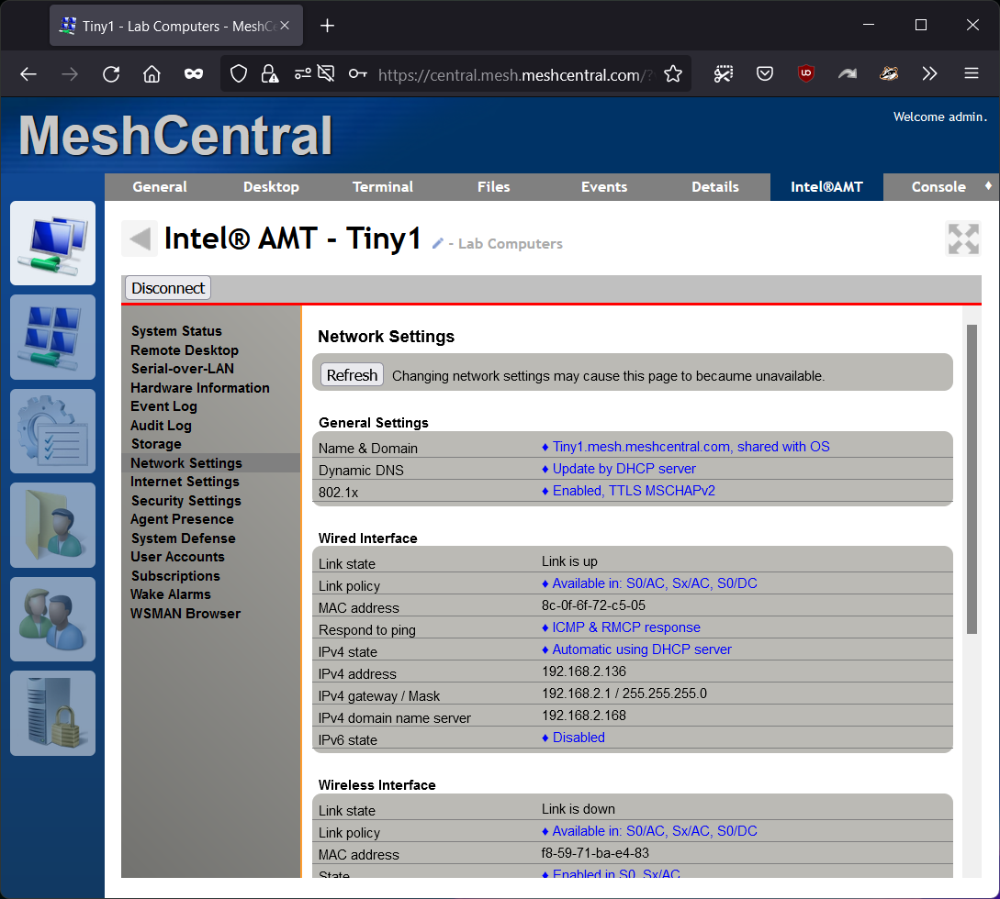 Tiny1 - Lab Computers - MeshCe
https://central.mesh.meshcentral.com/?
MeshCentral
Welcome admin.
General Desktop Terminal Files Events Details Intel®AMT Console ♦
Intel® AMT - Tiny1 - Lab Computers
Disconnect
System Status
Remote Desktop
Serial-over-LAN
Hardware Information
Event Log
Audit Log
Storage
Network Settings
Internet Settings
Security Settings
Agent Presence
System Defense
User Accounts
Subscriptions
Wake Alarms
WSMAN Browser
Network Settings
Refresh Changing network settings may cause this page to becaume unavailable.
General Settings
Name & Domain ♦ Tiny1.mesh.meshcentral.com, shared with OS
Dynamic DNS ♦ Update by DHCP server
802.1x ♦ Enabled, TTLS MSCHAPv2
Wired Interface
Link state Link is up
Link policy ♦ Available in: S0/AC, Sx/AC, S0/DC
MAC address 8c-0f-6f-72-c5-05
Respond to ping ♦ ICMP & RMCP response
IPv4 state ♦ Automatic using DHCP server
IPv4 address 192.168.2.136
IPv4 gateway / Mask 192.168.2.1 / 255.255.255.0
IPv4 domain name server 192.168.2.168
IPv6 state ♦ Disabled
Wireless Interface
Link state Link is down
Link policy ♦ Available in: S0/AC, Sx/AC, S0/DC
MAC address f8-59-71-ba-e4-83
State ♦ Enabled in S0, Sx/AC